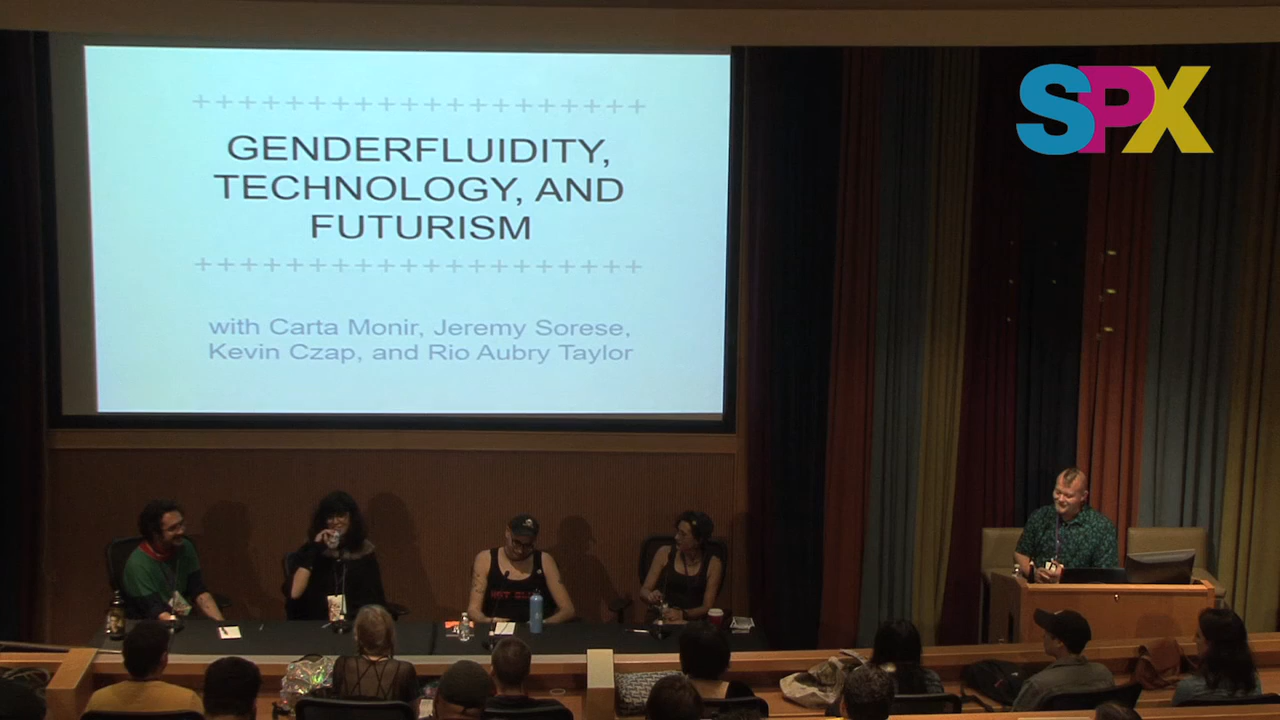 SPX
+++++++++++++++++++
GENDERFLUIDITY,
TECHNOLOGY, AND
FUTURISM
+++++++++++++++++++
with Carta Monir, Jeremy Sorese,
Kevin Czap, and Rio Aubry Taylor